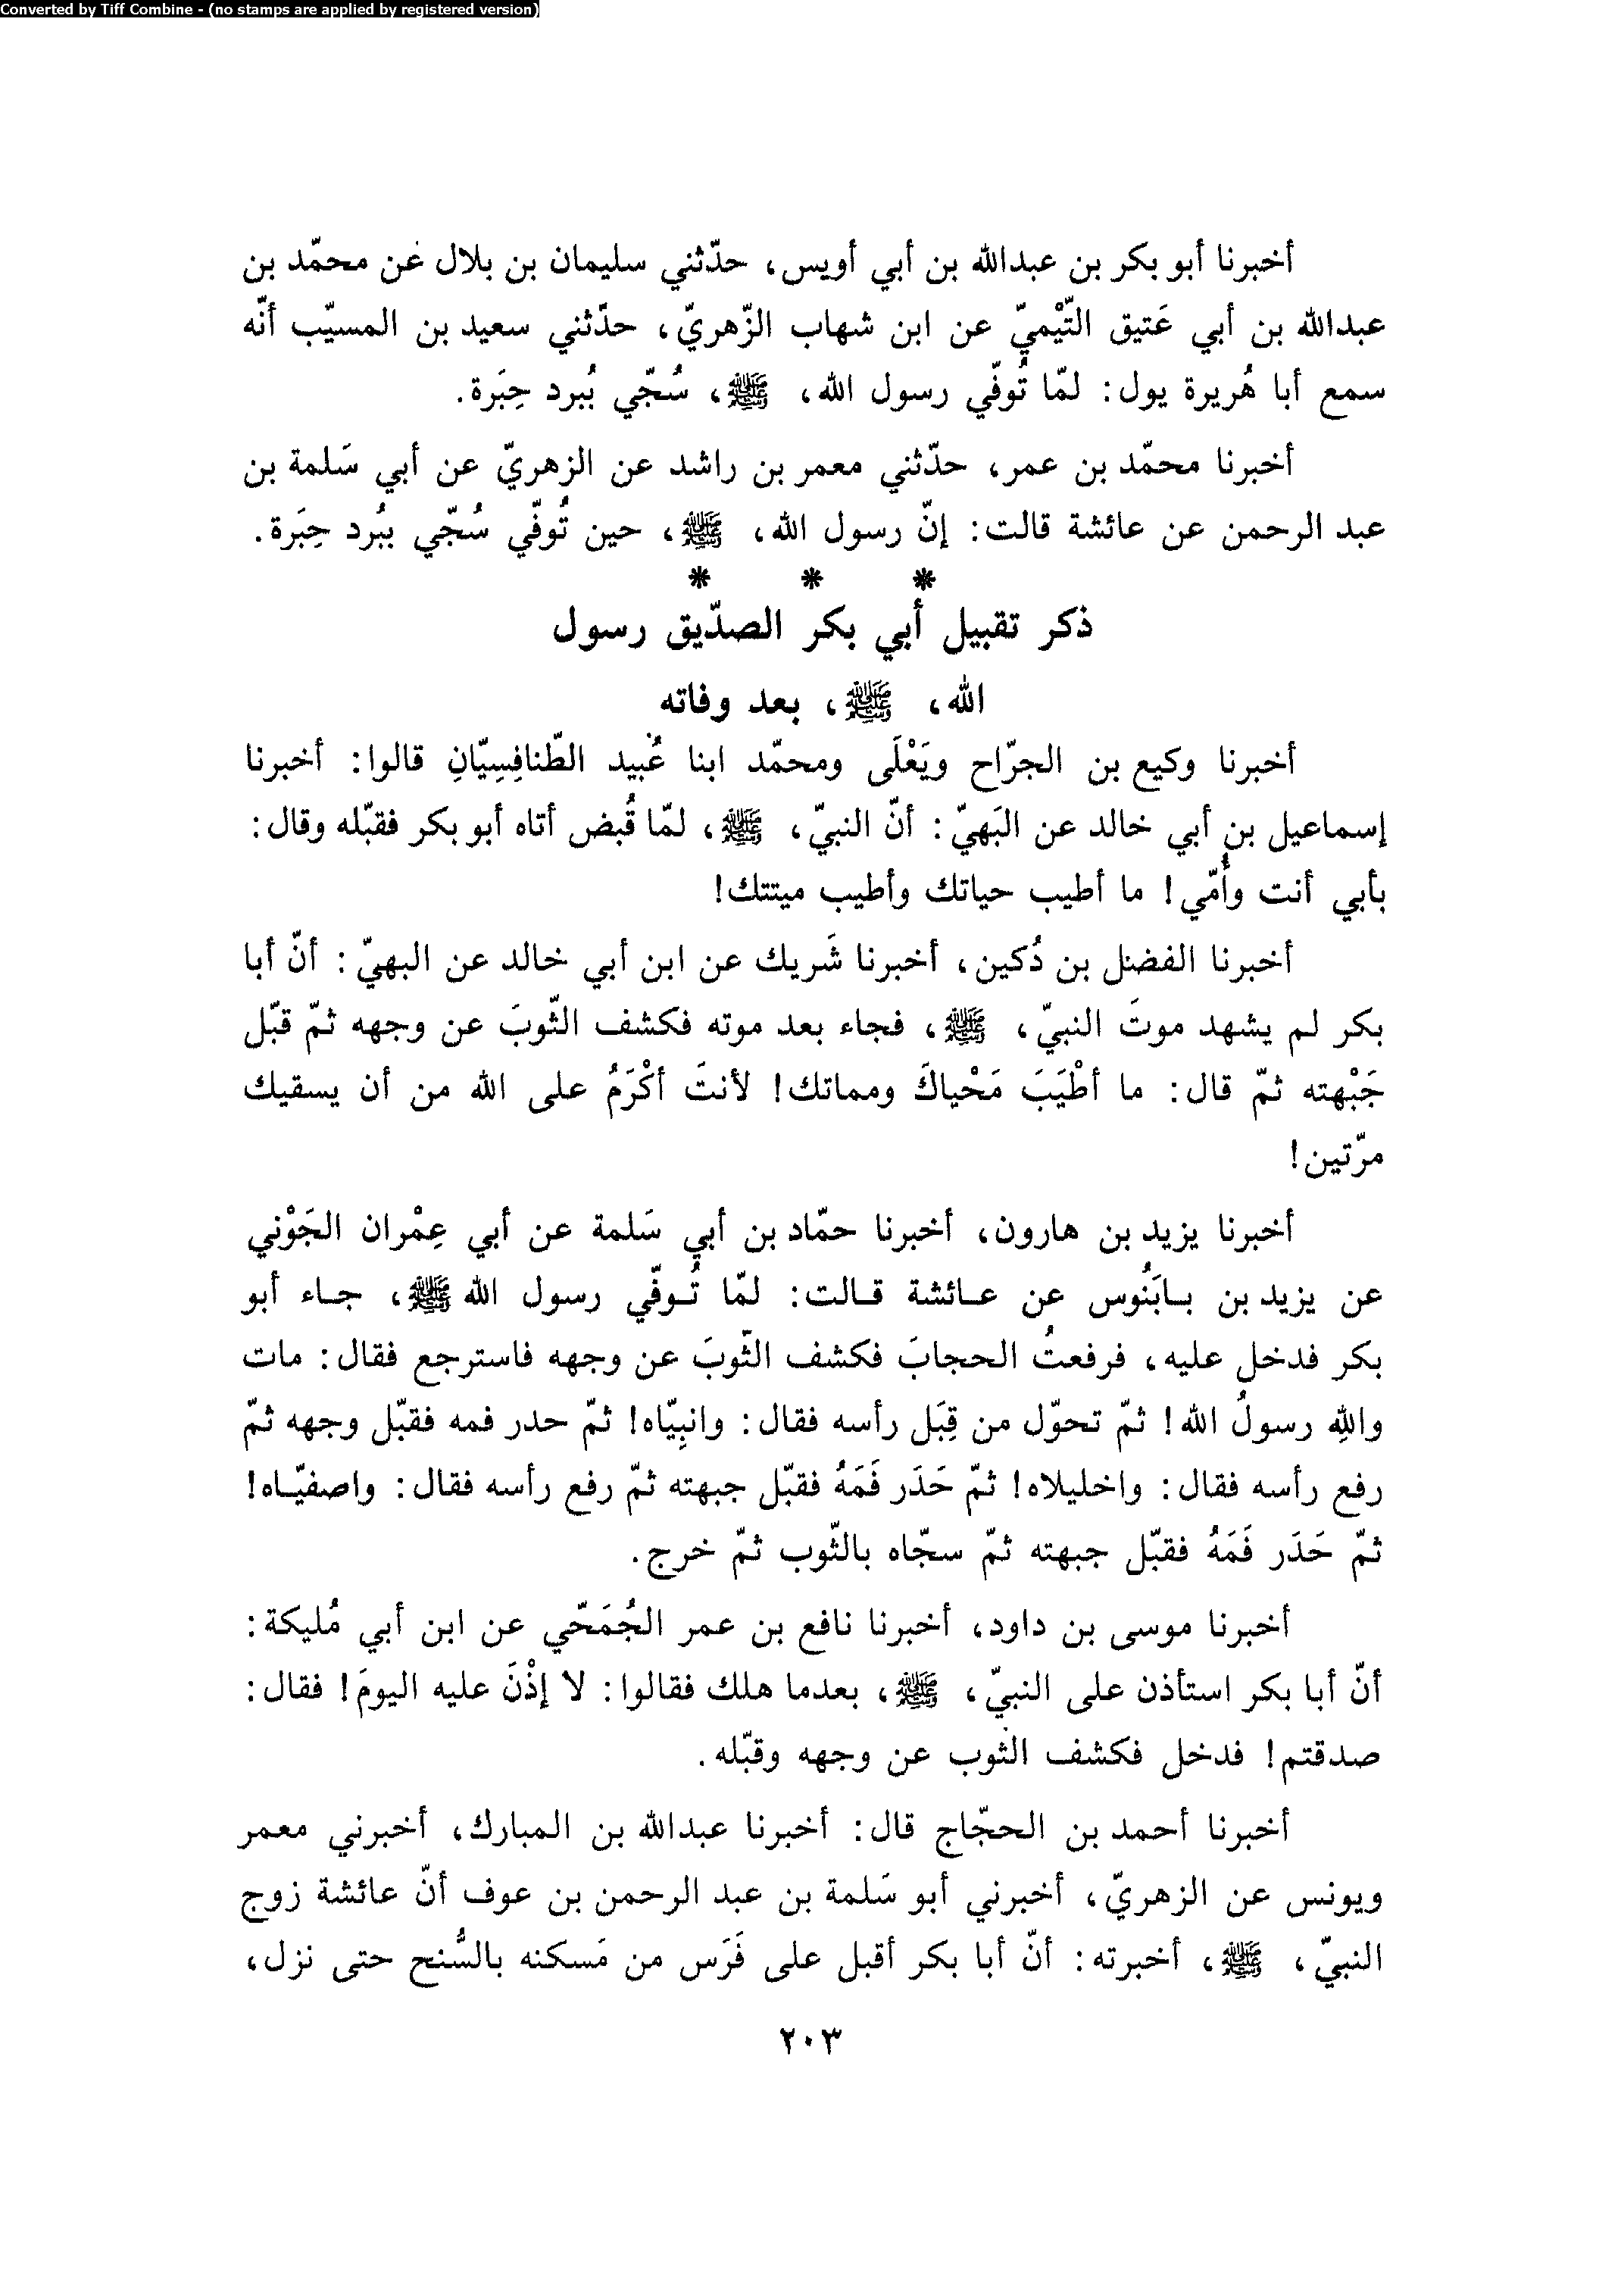 Converted by Tiff Combine - (no stamps are applied by registered version)
أخبرنا أبو بكر بن عبدالله بن أبي أويس، حدّثني سليمان بن بلال عن محمّد بن
عبدالله بن أبي عَتيق التّيْميّ عن ابن شهاب الزّهريّ، حدّثني سعيد بن المسيّب أنّه
سمع أبا هُريرة يول: لمّا تُوفّي رسول الله، ﷺ، سُجّي بُبرد حِبَرة.
أخبرنا محمّد بن عمر، حدّثني معمر بن راشد عن الزهريّ عن أبي سَلمة بن
عبد الرحمن عن عائشة قالت: إنّ رسول الله، ﷺ، حين تُوفّي سُجّي ببُرد حِبَرة.
* * *
ذكر تقبيل أبي بكر الصدّيق رسول
الله، ﷺ، بعد وفاته
أخبرنا وكيع بن الجرّاح ويَعْلَى ومحمّد ابنا عُبيد الطّنافِسِيّانِ قالوا: أخبرنا
إسماعيل بن أبي خالد عن البَهيّ: أنّ النبيّ، ﷺ، لمّا قُبض أتاه أبو بكر فقبّله وقال:
بأبي أنت وأُمّي! ما أطيب حياتك وأطيب ميتتك!
أخبرنا الفضل بن دُكين، أخبرنا شَريك عن ابن أبي خالد عن البهيّ: أنّ أبا
بكر لم يشهد موتَ النبيّ، ﷺ، فجاء بعد موته فكشف الثّوبَ عن وجهه ثمّ قبّل
جَبْهته ثمّ قال: ما أطْيَبَ مَحْياكَ ومماتك! لأنتَ أكْرَمُ على الله من أن يسقيك
مرّتين!
أخبرنا يزيد بن هارون، أخبرنا حمّاد بن أبي سَلمة عن أبي عِمْران الجَوْني
عن يزيد بن بـابَنُوس عن عـائشة قـالت: لمّا تُـوفّي رسول الله ﷺ، جـاء أبو
بكر فدخل عليه، فرفعتُ الحجابَ فكشف الثّوبَ عن وجهه فاسترجع فقال: مات
واللهِ رسولُ الله! ثمّ تحوّل من قِبَل رأسه فقال: وانبِيّاه! ثمّ حدر فمه فقبّل وجهه ثمّ
رفع رأسه فقال: واخليلاه! ثمّ حَدَر فَمَهُ فقبّل جبهته ثمّ رفع رأسه فقال: واصفيّـاه!
ثمّ حَدَر فَمَهُ فقبّل جبهته ثمّ سجّاه بالثّوب ثمّ خرج.
أخبرنا موسى بن داود، أخبرنا نافع بن عمر الجُمَحّي عن ابن أبي مُليكة:
أنّ أبا بكر استأذن على النبيّ، ﷺ، بعدما هلك فقالوا: لا إذْنَ عليه اليومَ! فقال:
صدقتم! فدخل فكشف الثوب عن وجهه وقبّله.
أخبرنا أحمد بن الحجّاج قال: أخبرنا عبدالله بن المبارك، أخبرني معمر
ويونس عن الزهريّ، أخبرني أبو سَلمة بن عبد الرحمن بن عوف أنّ عائشة زوج
النبيّ، ﷺ، أخبرته: أنّ أبا بكر أقبل على فَرَس من مَسكنه بالسُّنح حتى نزل،
٢٠٣